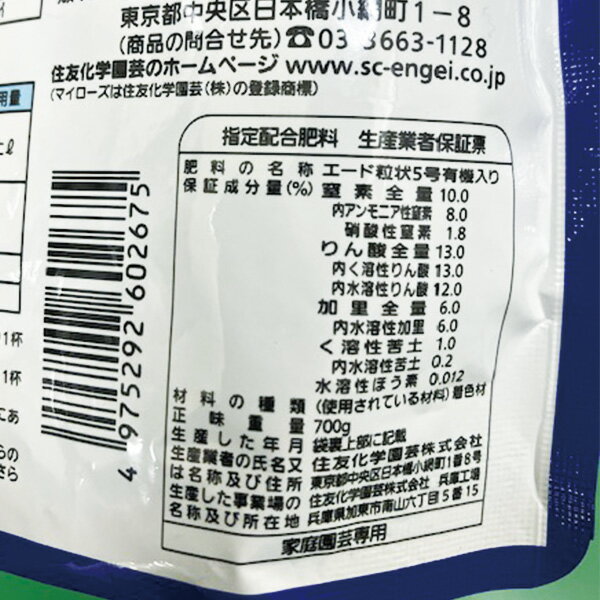 東京都中央区日本橋小網町1-8
(商品の問合せ先)☎03-3663-1128
住友化学園芸のホームページ www.sc-engei.co.jp
(マイローズは住友化学園芸(株)の登録商標)
用量
指定配合肥料 生産業者保証票
肥料の名称 エード粒状5号有機入り
保証成分量(%) 窒素全量 10.0
内アンモニア性窒素 8.0
硝酸性窒素 1.8
りん酸全量 13.0
内く溶性りん酸 13.0
内水溶性りん酸 12.0
加里全量 6.0
内水溶性加里 6.0
く溶性苦土 1.0
内水溶性苦土 0.2
水溶性ほう素 0.012
材料の種類 (使用されている材料)着色材
正味重量 700g
生産した年月 袋裏上部に記載
生産業者の氏名又は名称及び住所 住友化学園芸株式会社
東京都中央区日本橋小網町1番8号
生産した事業場の名称及び所在地 住友化学園芸株式会社 兵庫工場
兵庫県加東市南山六丁目5番15
家庭園芸専用
4975292602675
1杯
1杯
にあ
らの
さら